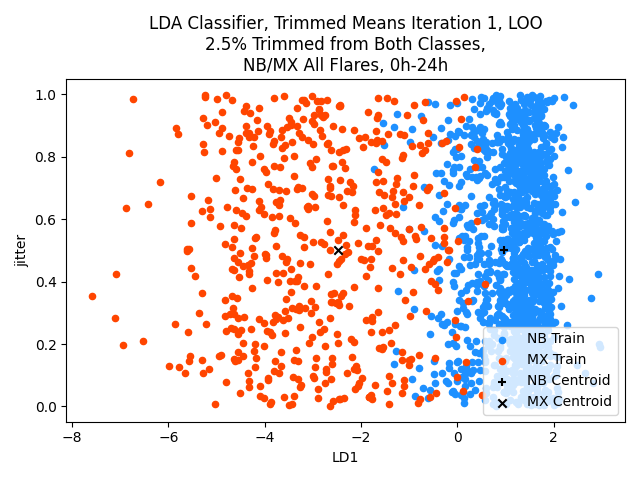 LDA Classifier, Trimmed Means Iteration 1, LOO
2.5% Trimmed from Both Classes,
NB/MX All Flares, 0h-24h
jitter
1.0
0.8
0.6
0.4
0.2
0.0
NB Train
MX Train
NB Centroid
MX Centroid
−8
−6
−4
−2
0
2
LD1